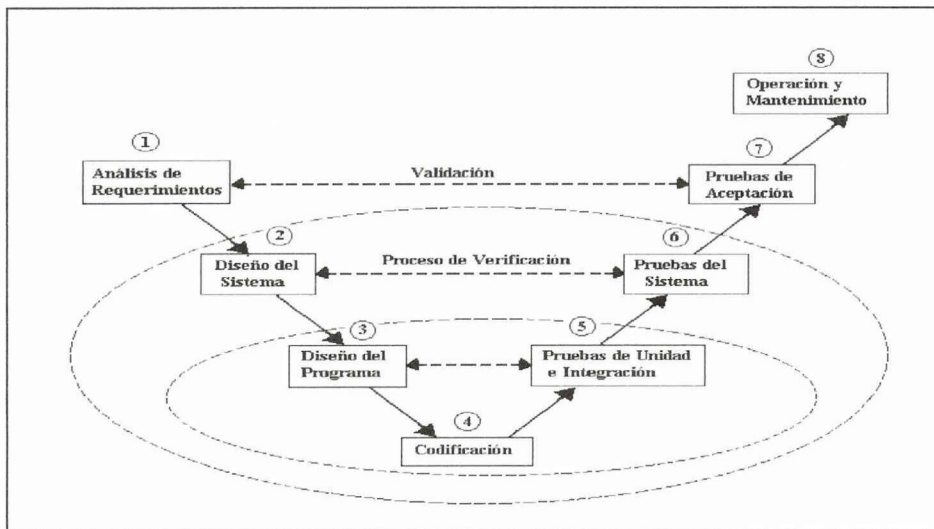 8
Operación y
Mantenimiento
1
7
Análisis de
Requerimientos
Validación
Pruebas de
Aceptación
2
6
Diseño del
Sistema
Proceso de Verificación
Pruebas del
Sistema
3
5
Diseño del
Programa
Pruebas de Unidad
e Integración
4
Codificación